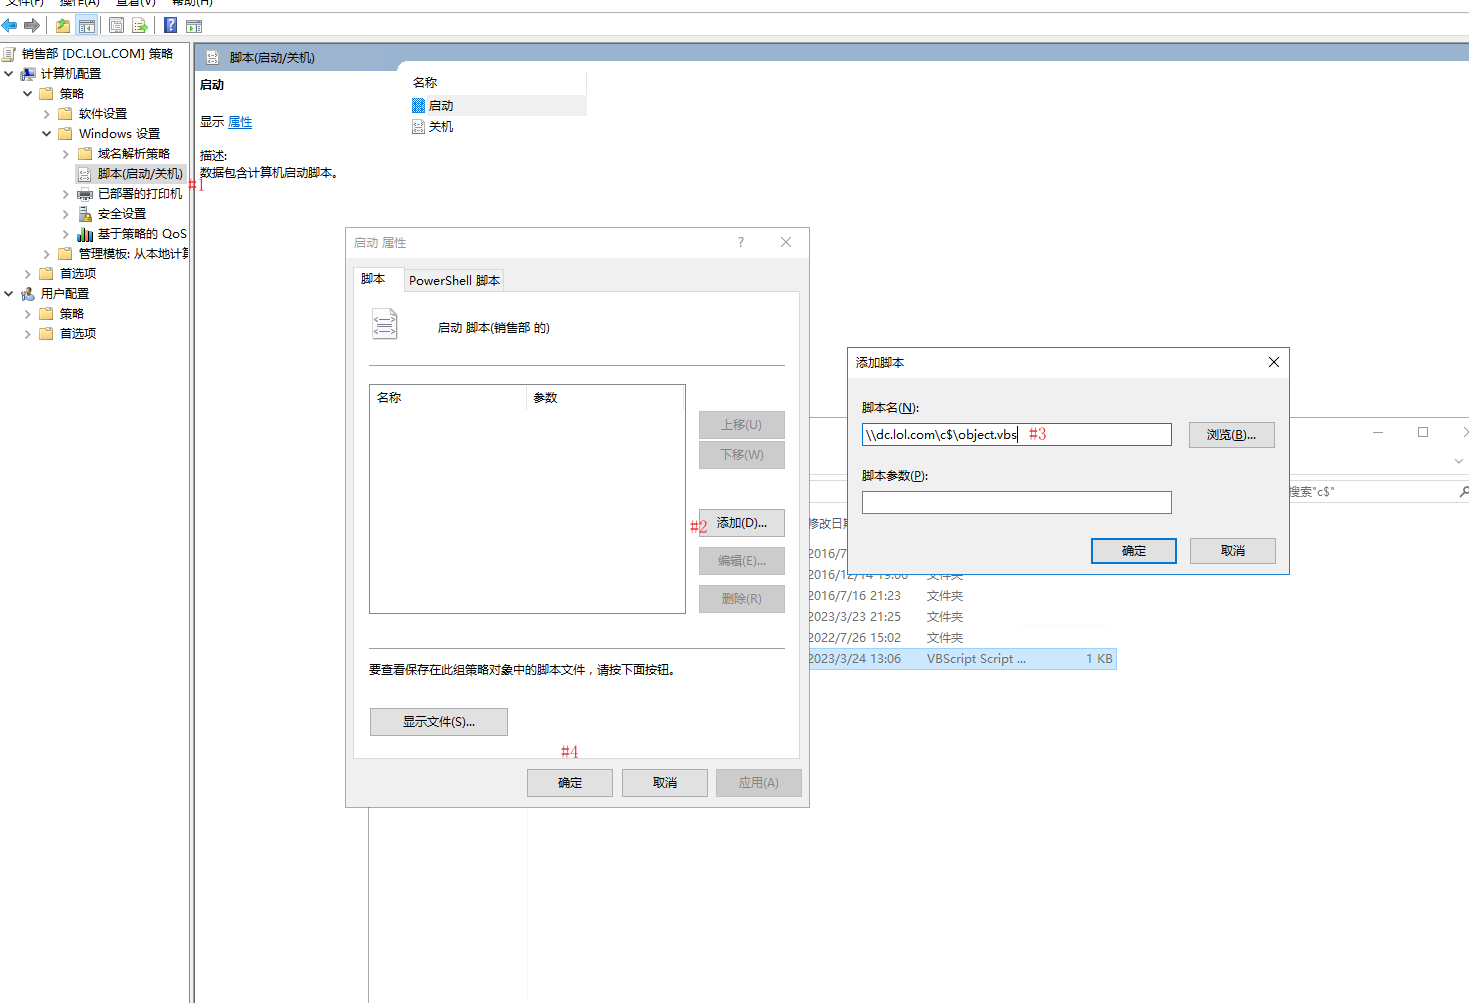 文件(F) 操作(A) 查看(V) 帮助(H)
销售部 [DC.LOL.COM] 策略
计算机配置
策略
软件设置
Windows 设置
域名解析策略
脚本(启动/关机)
#1
已部署的打印机
安全设置
基于策略的 QoS
管理模板: 从本地计算
首选项
用户配置
策略
首选项
脚本(启动/关机)
启动
显示 属性
描述:
数据包含计算机启动脚本。
名称
启动
关机
启动 属性
?
脚本
PowerShell 脚本
启动 脚本(销售部 的)
名称
参数
上移(U)
下移(W)
#2
添加(D)...
编辑(E)...
删除(R)
要查看保存在此组策略对象中的脚本文件，请按下面按钮。
显示文件(S)...
#4
确定
取消
应用(A)
添加脚本
脚本名(N):
\\dc.lol.com\c$\object.vbs
#3
浏览(B)...
脚本参数(P):
确定
取消
搜索"c$"
修改日期
2016/7
2016/12/14 19:06 文件夹
2016/7/16 21:23 文件夹
2023/3/23 21:25 文件夹
2022/7/26 15:02 文件夹
2023/3/24 13:06 VBScript Script ... 1 KB